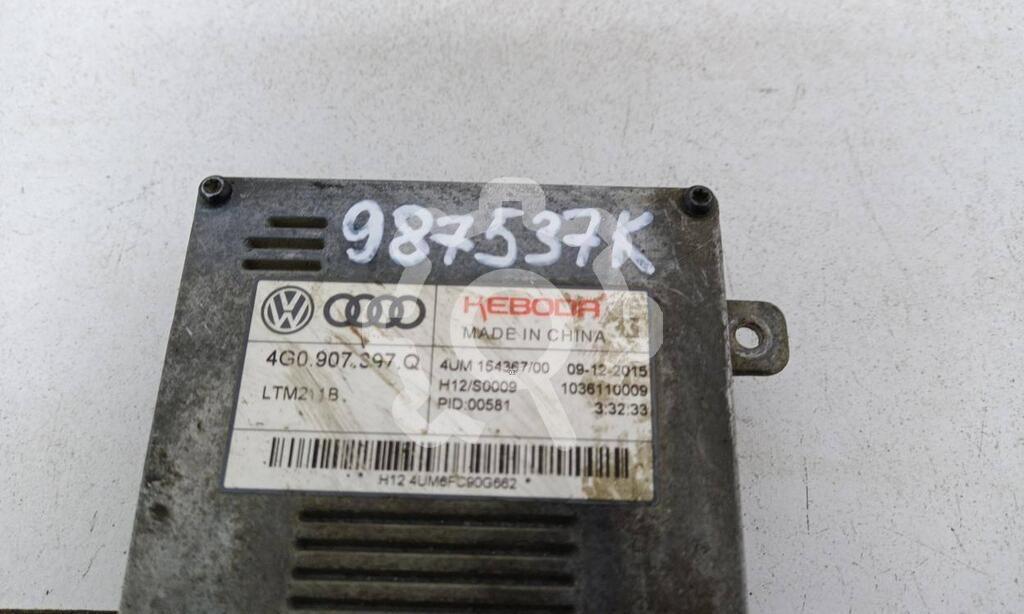 987537K
KEBODA
MADE IN CHINA
4G0.907.397.Q
LTM211B.
4UM 154367/00 09-12-2015
H12/S0009 1036110009
PID:00581 3:32:33
* H12 4UM6FC90G662 *